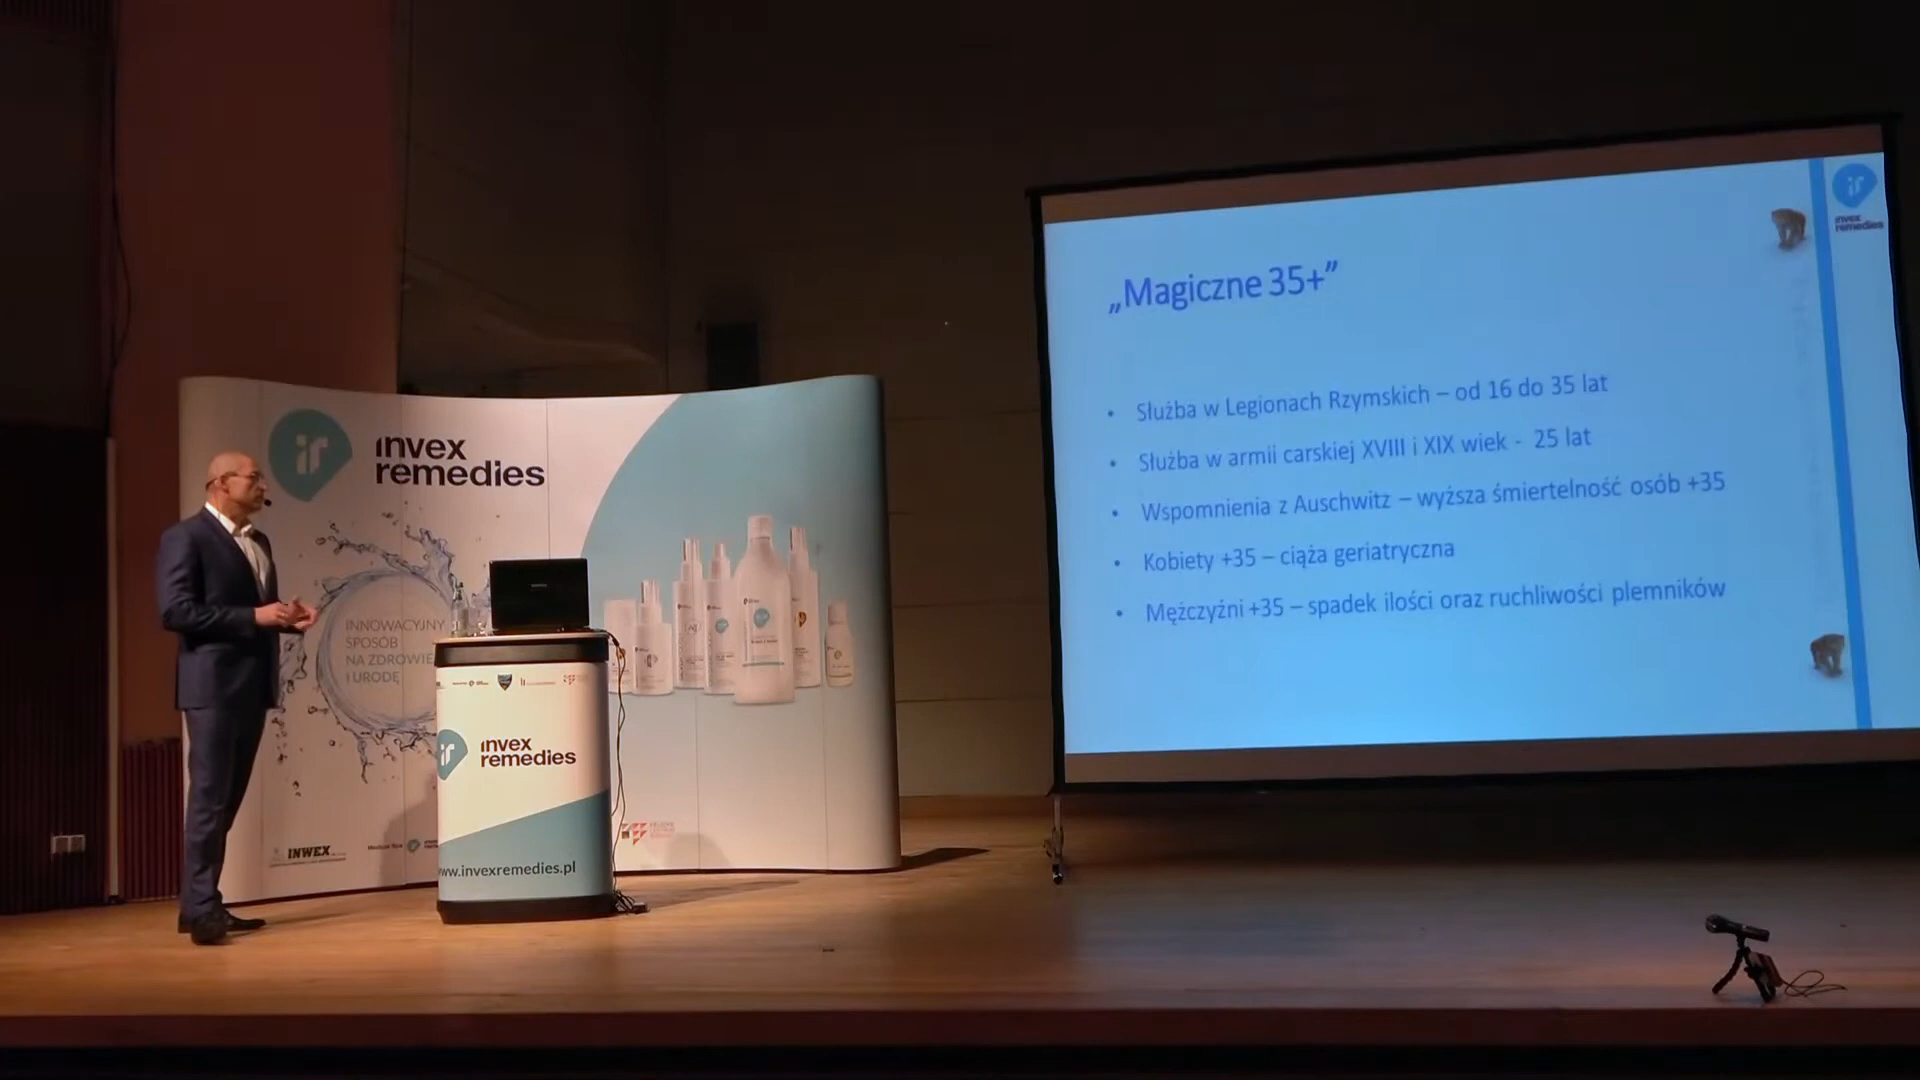 invex
remedies
INNOWACYJNY
SPOSÓB
NA ZDROWIE
I URODĘ
INWEX
invex
remedies
www.invexremedies.pl
„Magiczne 35+”
• Służba w Legionach Rzymskich – od 16 do 35 lat
• Służba w armii carskiej XVIII i XIX wiek - 25 lat
• Wspomnienia z Auschwitz – wyższa śmiertelność osób +35
• Kobiety +35 – ciąża geriatryczna
• Mężczyźni +35 – spadek ilości oraz ruchliwości plemników
invex
remedies